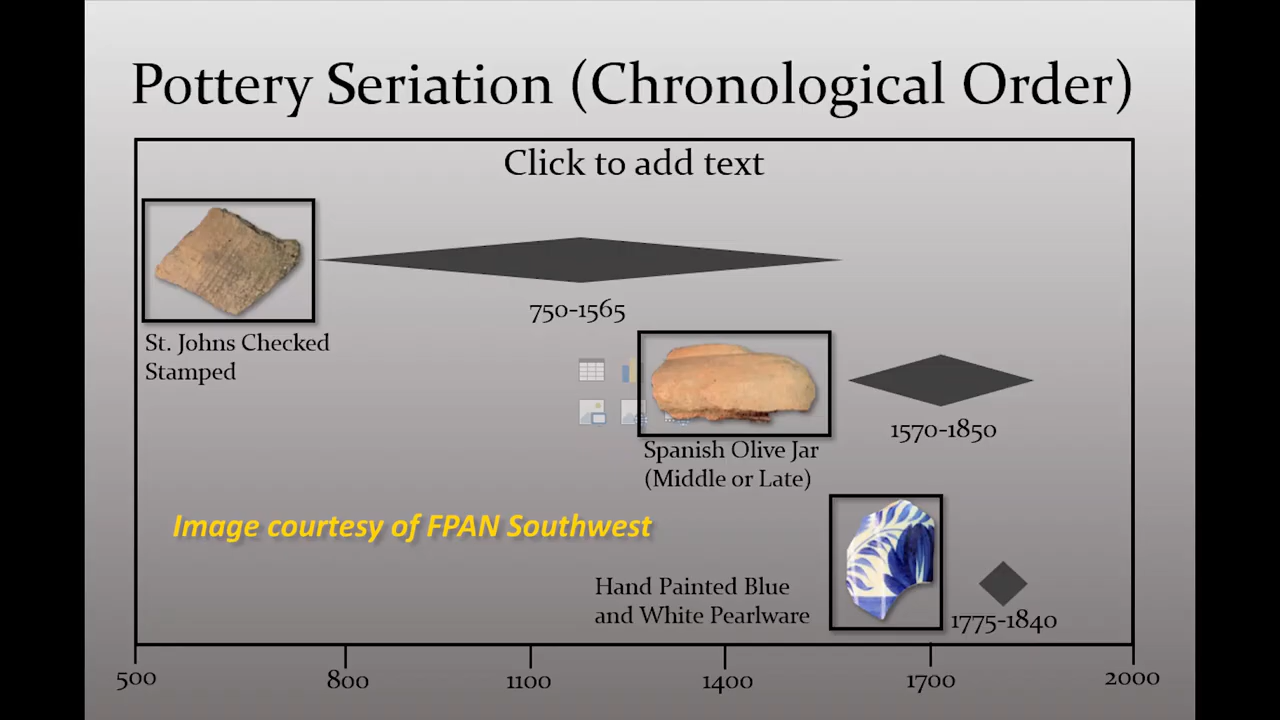 Pottery Seriation (Chronological Order)
Click to add text
750-1565
St. Johns Checked
Stamped
1570-1850
Spanish Olive Jar
(Middle or Late)
Image courtesy of FPAN Southwest
Hand Painted Blue
and White Pearlware
1775-1840
500 800 1100 1400 1700 2000